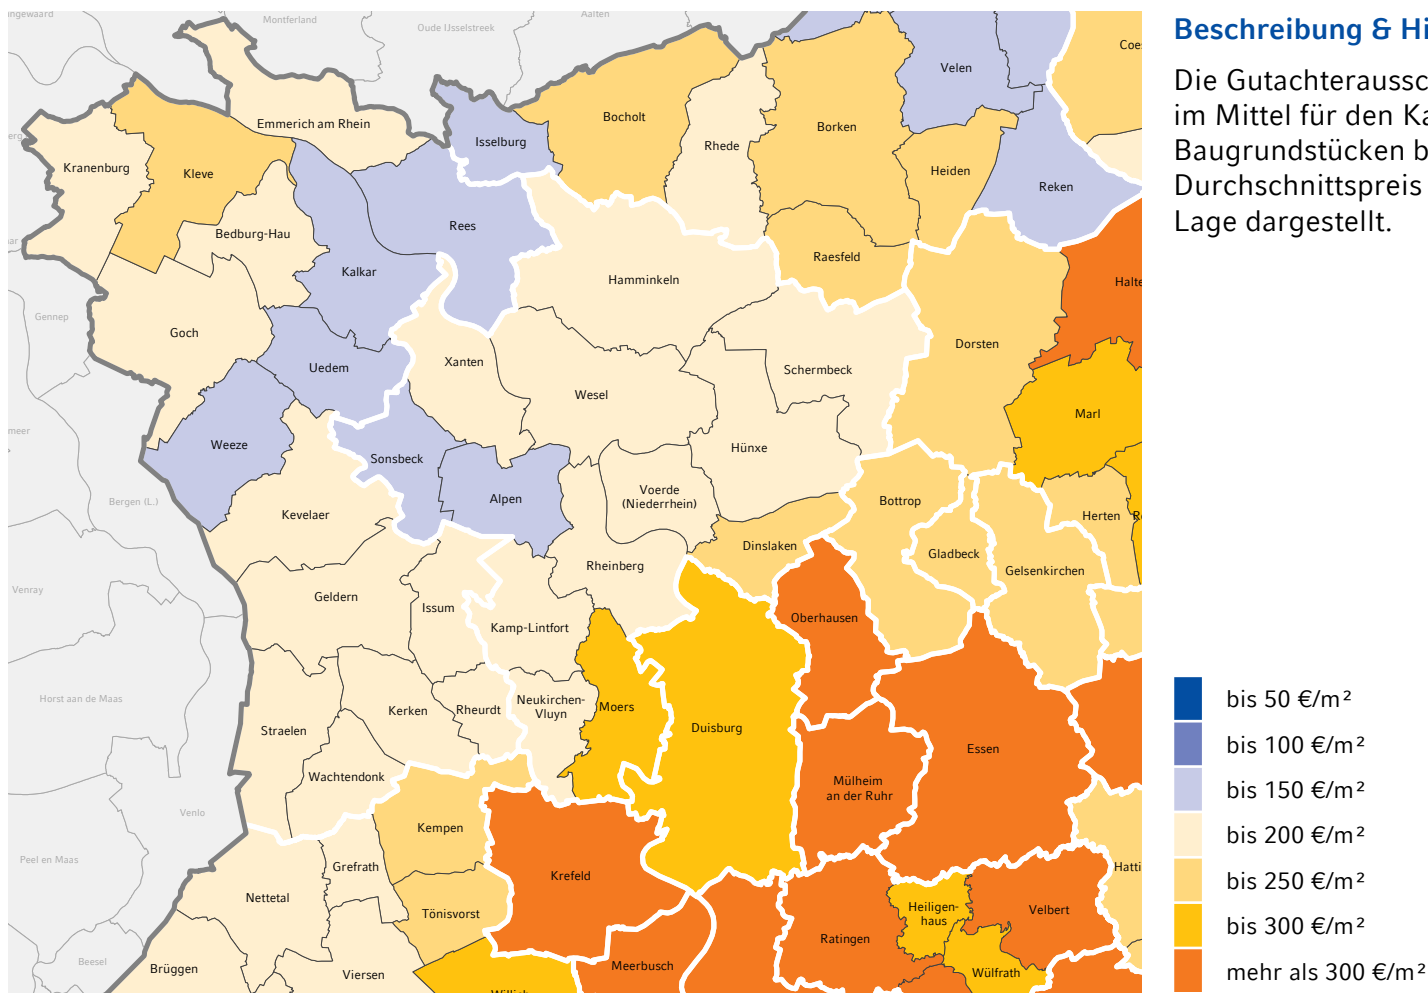 Montferland
Aalten
Oude IJsselstreek
Coes
Velen
Bocholt
Emmerich am Rhein
Borken
Isselburg
Rhede
Kranenburg
Kleve
Heiden
Reken
Rees
Bedburg-Hau
Raesfeld
Kalkar
Hamminkeln
Halte
Gennep
Goch
Dorsten
Xanten
Uedem
Schermbeck
Wesel
Marl
meer
Weeze
Hünxe
Sonsbeck
Voerde
(Niederrhein)
Alpen
Bergen (L.)
Bottrop
Kevelaer
Herten
Dinslaken
Gladbeck
Rheinberg
Gelsenkirchen
Venray
Geldern
Issum
Oberhausen
Kamp-Lintfort
Horst aan de Maas
Neukirchen-
Vluyn
Moers
Kerken
Rheurdt
Straelen
Duisburg
Essen
Wachtendonk
Mülheim
an der Ruhr
Venlo
Kempen
Peel en Maas
Grefrath
Hatti
Krefeld
Nettetal
Heiligen-
haus
Velbert
Tönisvorst
Ratingen
Beesel
Brüggen
Viersen
Meerbusch
Wülfrath
Beschreibung & Hi
Die Gutachteraussc
im Mittel für den Ka
Baugrundstücken b
Durchschnittspreis
Lage dargestellt.
bis 50 €/m²
bis 100 €/m²
bis 150 €/m²
bis 200 €/m²
bis 250 €/m²
bis 300 €/m²
mehr als 300 €/m²